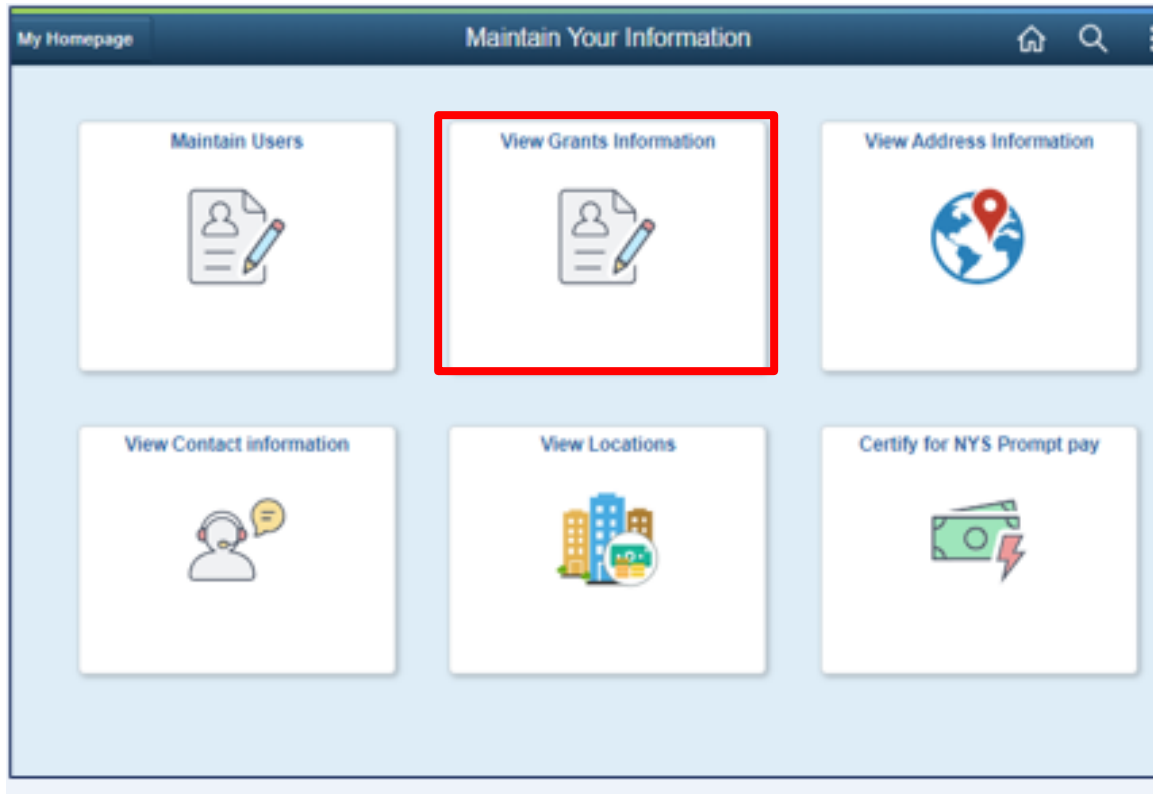 My Homepage
Maintain Your Information
Maintain Users
View Grants Information
View Address Information
View Contact information
View Locations
Certify for NYS Prompt pay